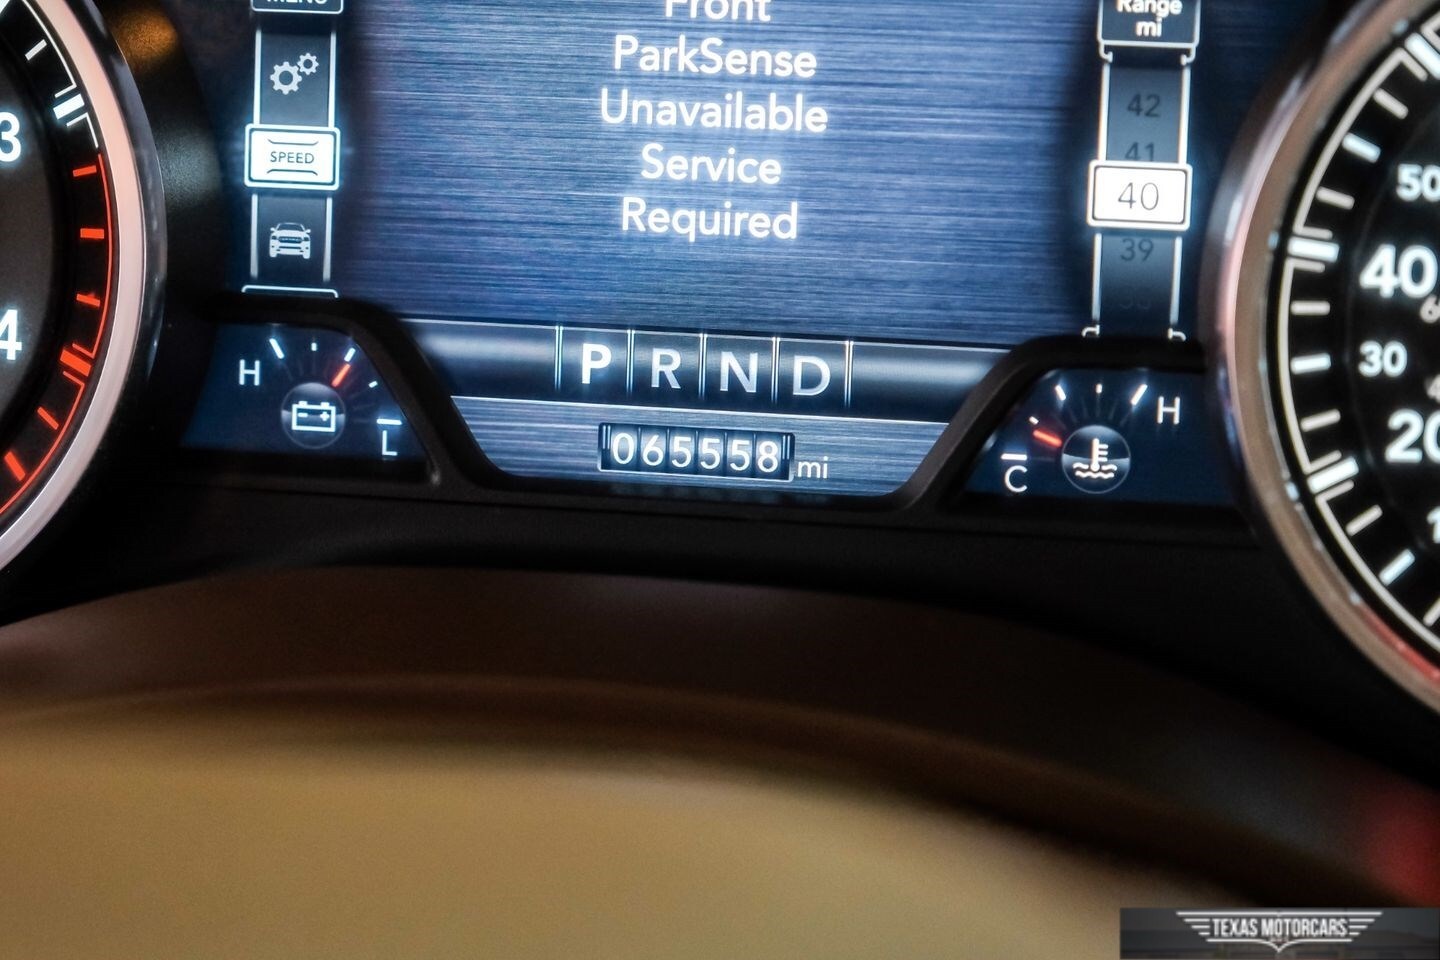 MENU
SPEED
Front
ParkSense
Unavailable
Service
Required
Range
mi
42
41
40
39
3
4
50
40
30
20
H
L
P R N D
065558 mi
H
C
TEXAS MOTORCARS